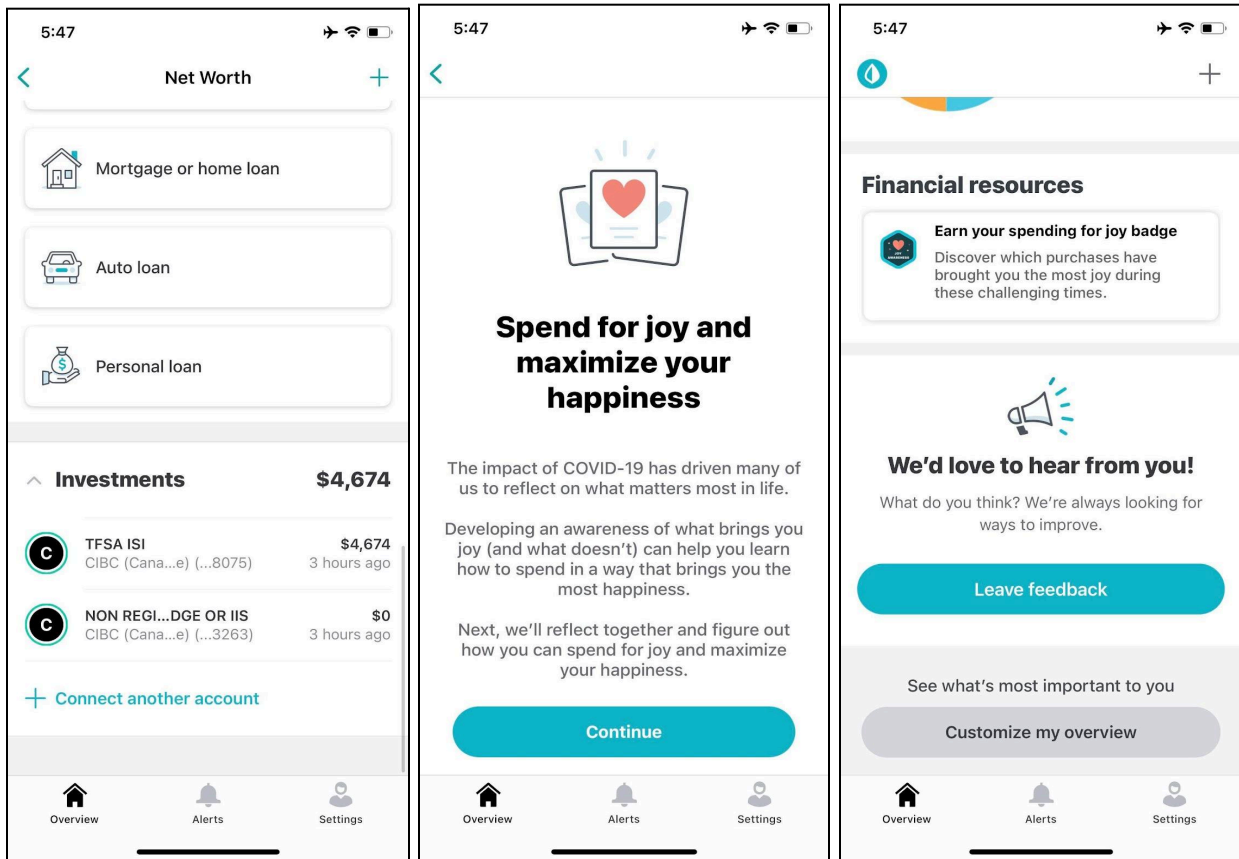 5:47
Net Worth
Mortgage or home loan
Auto loan
Personal loan
Investments $4,674
C
TFSA ISI $4,674
CIBC (Cana...e) (...8075) 3 hours ago
C
NON REGI...DGE OR IIS $0
CIBC (Cana...e) (...3263) 3 hours ago
+ Connect another account
Overview Alerts Settings
5:47
Spend for joy and
maximize your
happiness
The impact of COVID-19 has driven many of
us to reflect on what matters most in life.
Developing an awareness of what brings you
joy (and what doesn't) can help you learn
how to spend in a way that brings you the
most happiness.
Next, we'll reflect together and figure out
how you can spend for joy and maximize
your happiness.
Continue
Overview Alerts Settings
5:47
Financial resources
JOY
AWARENESS
Earn your spending for joy badge
Discover which purchases have
brought you the most joy during
these challenging times.
We'd love to hear from you!
What do you think? We're always looking for
ways to improve.
Leave feedback
See what's most important to you
Customize my overview
Overview Alerts Settings